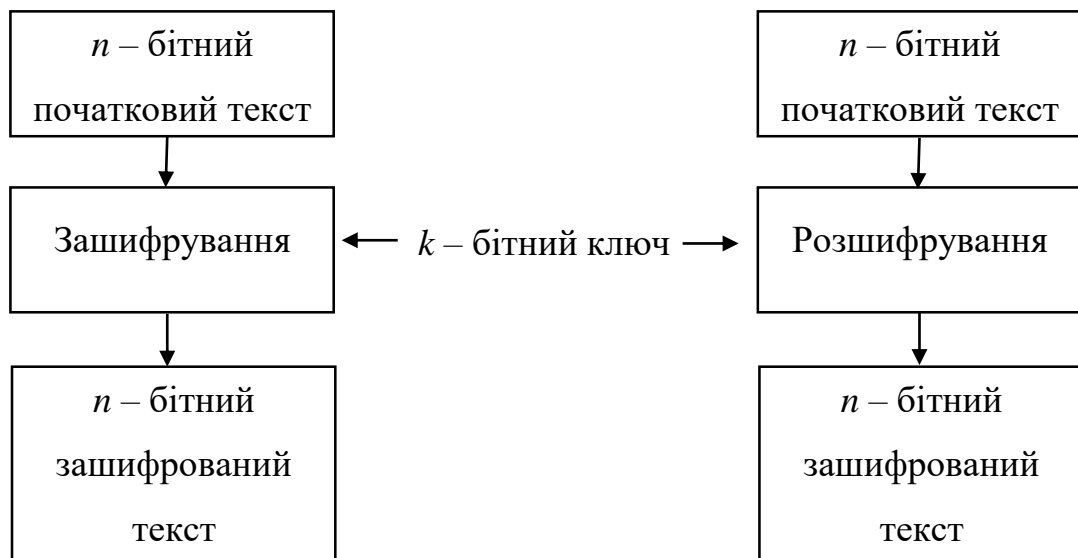 n – бітний
початковий текст
n – бітний
початковий текст
Зашифрування
k – бітний ключ
Розшифрування
n – бітний
зашифрований
текст
n – бітний
зашифрований
текст